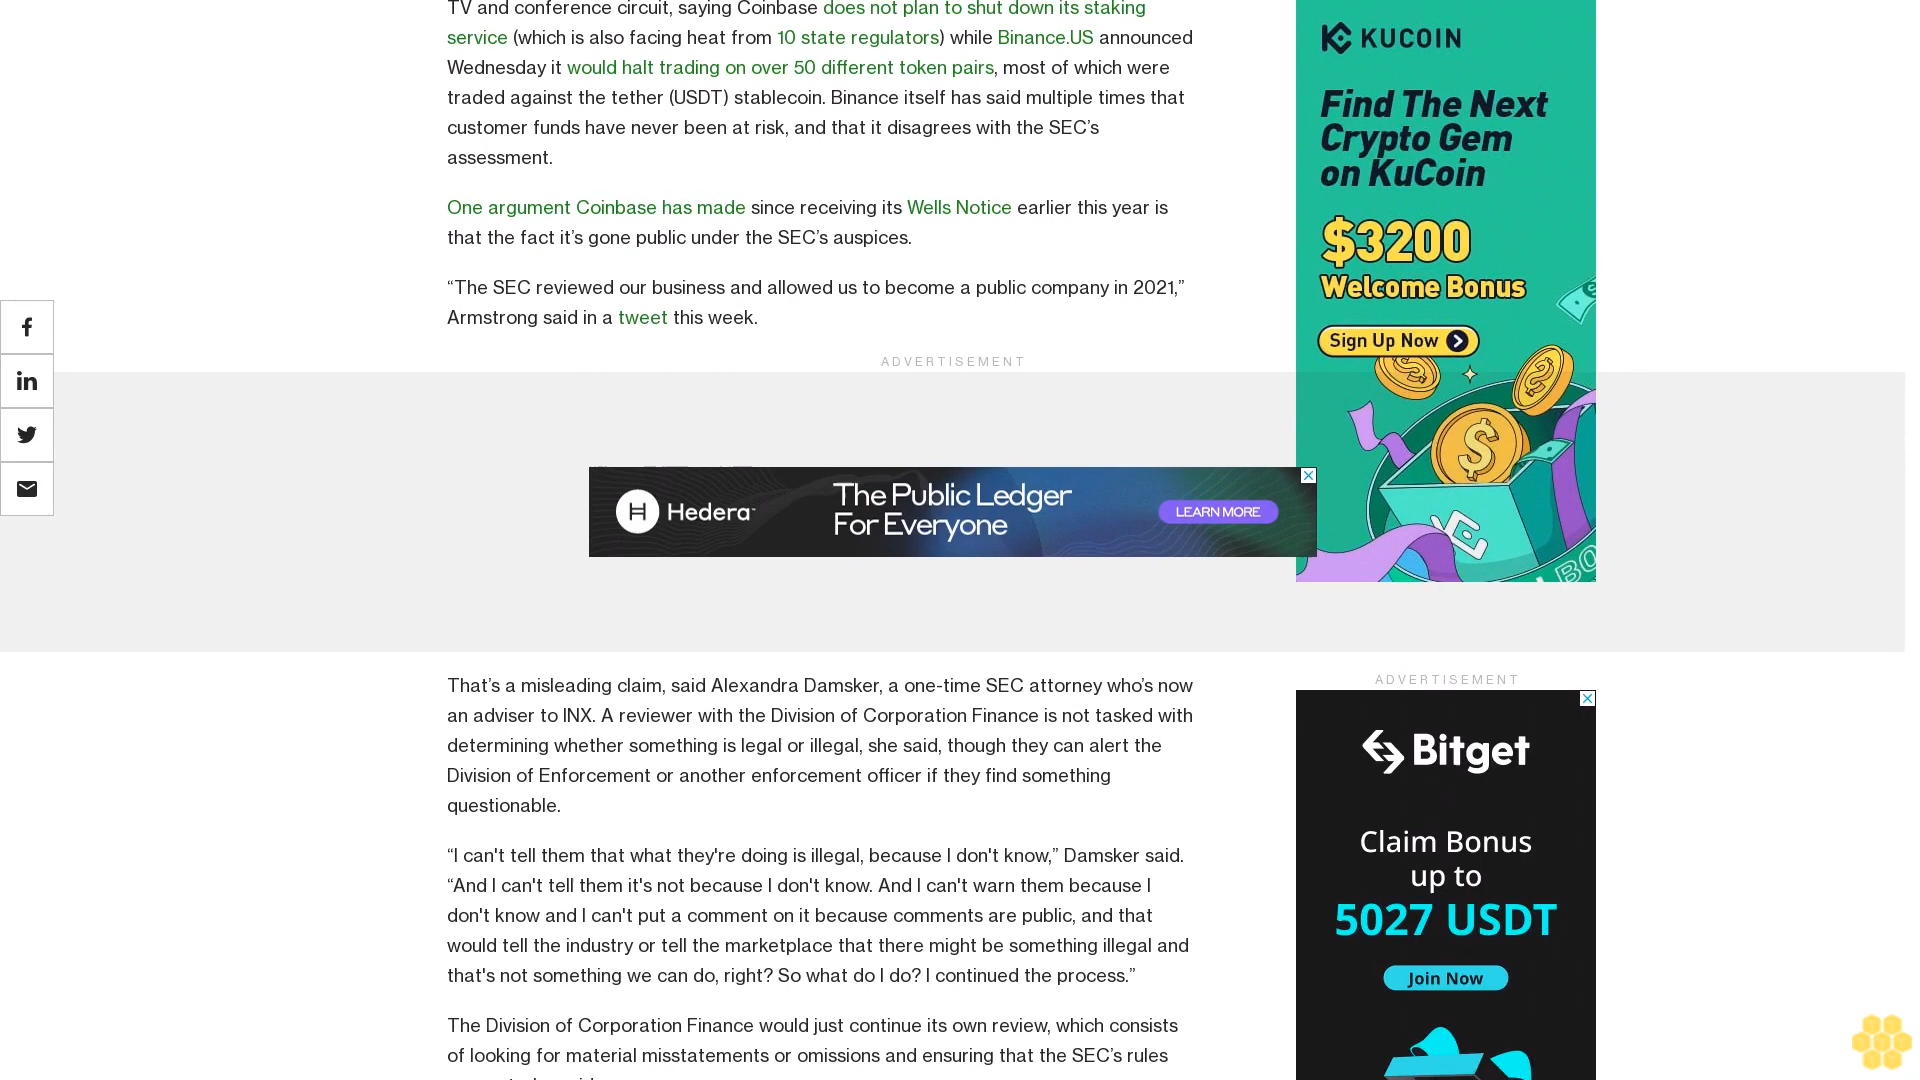 TV and conference circuit, saying Coinbase does not plan to shut down its staking
service (which is also facing heat from 10 state regulators) while Binance.US announced
Wednesday it would halt trading on over 50 different token pairs, most of which were
traded against the tether (USDT) stablecoin. Binance itself has said multiple times that
customer funds have never been at risk, and that it disagrees with the SEC’s
assessment.
One argument Coinbase has made since receiving its Wells Notice earlier this year is
that the fact it’s gone public under the SEC’s auspices.
“The SEC reviewed our business and allowed us to become a public company in 2021,”
Armstrong said in a tweet this week.
ADVERTISEMENT
Hedera
The Public Ledger
For Everyone
LEARN MORE
That’s a misleading claim, said Alexandra Damsker, a one-time SEC attorney who’s now
an adviser to INX. A reviewer with the Division of Corporation Finance is not tasked with
determining whether something is legal or illegal, she said, though they can alert the
Division of Enforcement or another enforcement officer if they find something
questionable.
“I can't tell them that what they're doing is illegal, because I don't know,” Damsker said.
“And I can't tell them it's not because I don't know. And I can't warn them because I
don't know and I can't put a comment on it because comments are public, and that
would tell the industry or tell the marketplace that there might be something illegal and
that's not something we can do, right? So what do I do? I continued the process.”
The Division of Corporation Finance would just continue its own review, which consists
of looking for material misstatements or omissions and ensuring that the SEC’s rules
KUCOIN
Find The Next
Crypto Gem
on KuCoin
$3200
Welcome Bonus
Sign Up Now
ADVERTISEMENT
Bitget
Claim Bonus
up to
5027 USDT
Join Now